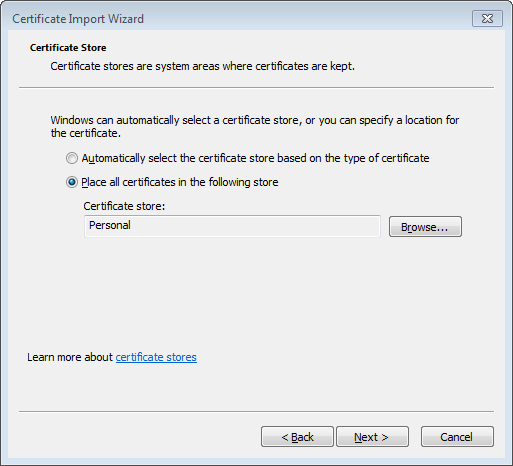 Certificate Import Wizard
Certificate Store
Certificate stores are system areas where certificates are kept.
Windows can automatically select a certificate store, or you can specify a location for
the certificate.
Automatically select the certificate store based on the type of certificate
Place all certificates in the following store
Certificate store:
Personal
Browse...
Learn more about certificate stores
< Back
Next >
Cancel